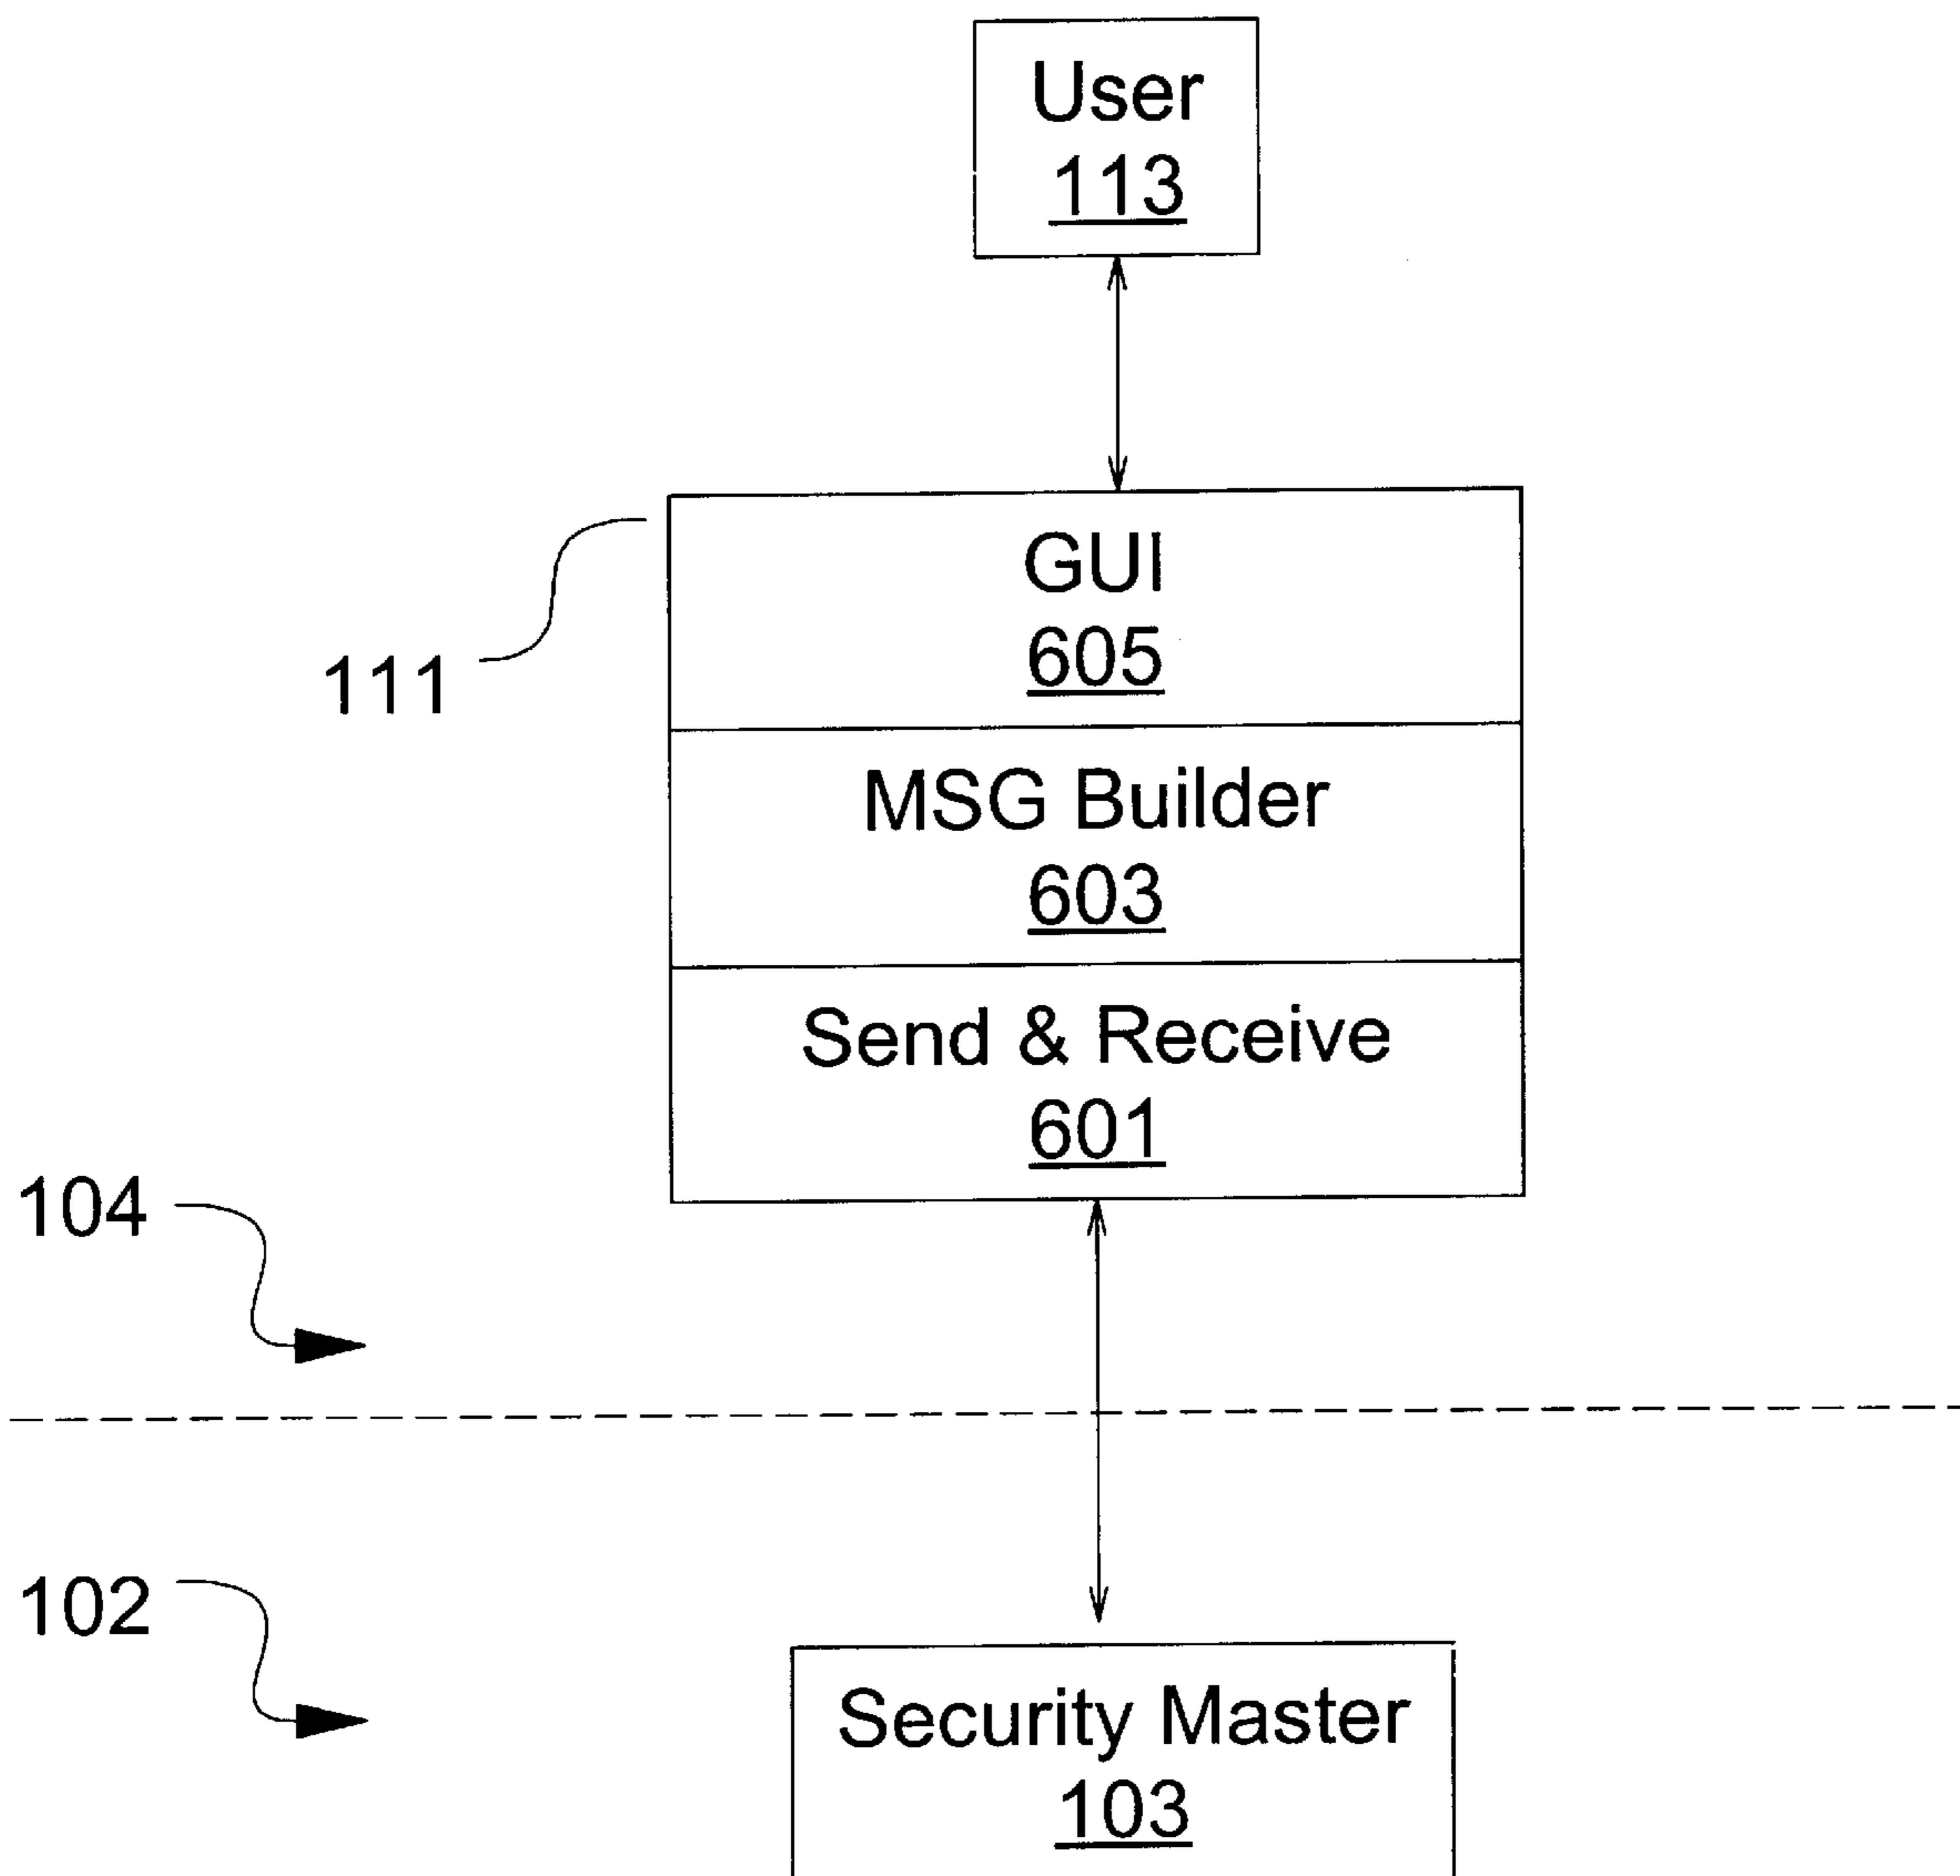 User
113
GUI
605
111
MSG Builder
603
Send & Receive
601
104
102
Security Master
103